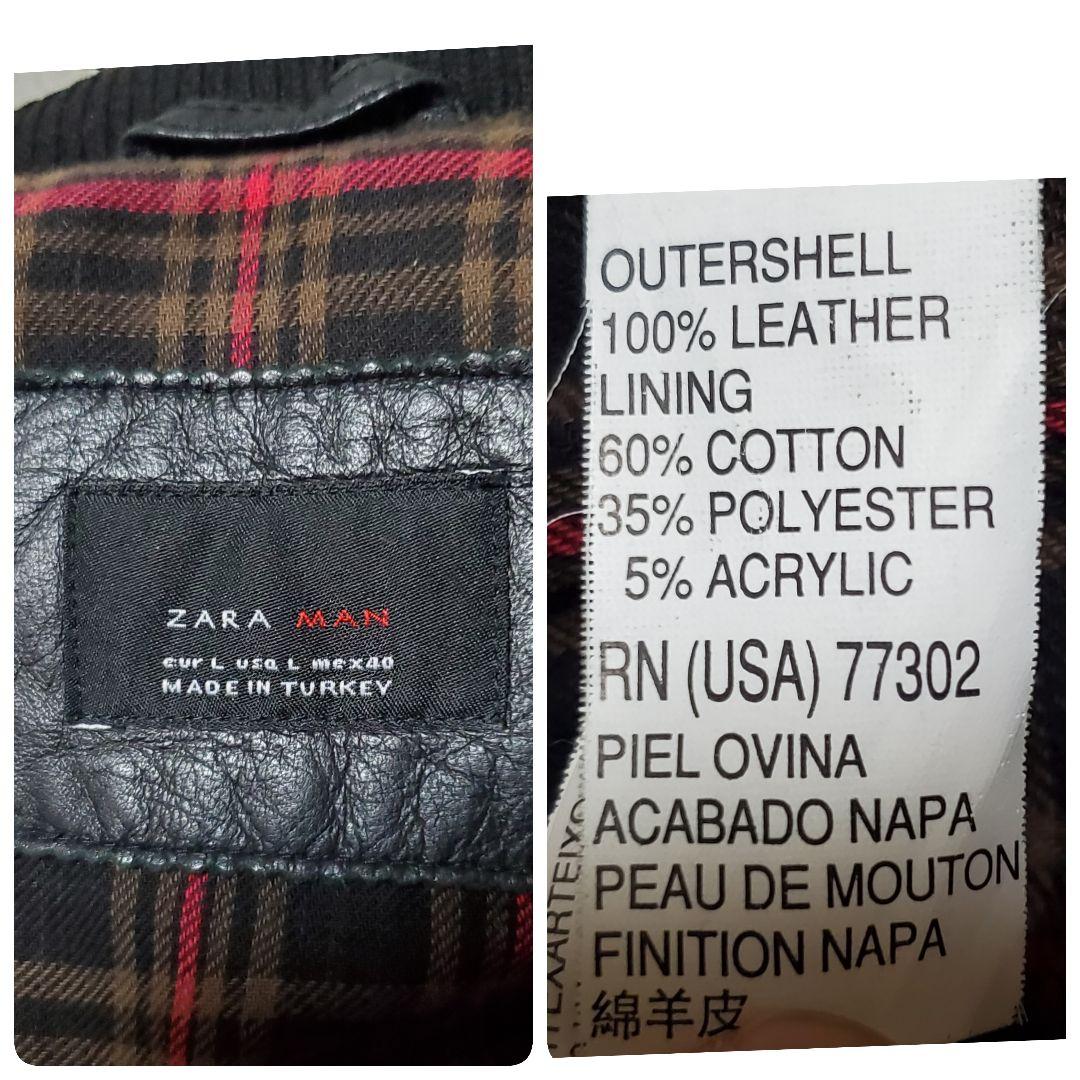 ZARA MAN
eur L usa L mex40
MADE IN TURKEY
OUTERSHELL
100% LEATHER
LINING
60% COTTON
35% POLYESTER
5% ACRYLIC
RN (USA) 77302
PIEL OVINA
ACABADO NAPA
PEAU DE MOUTON
FINITION NAPA
綿羊皮